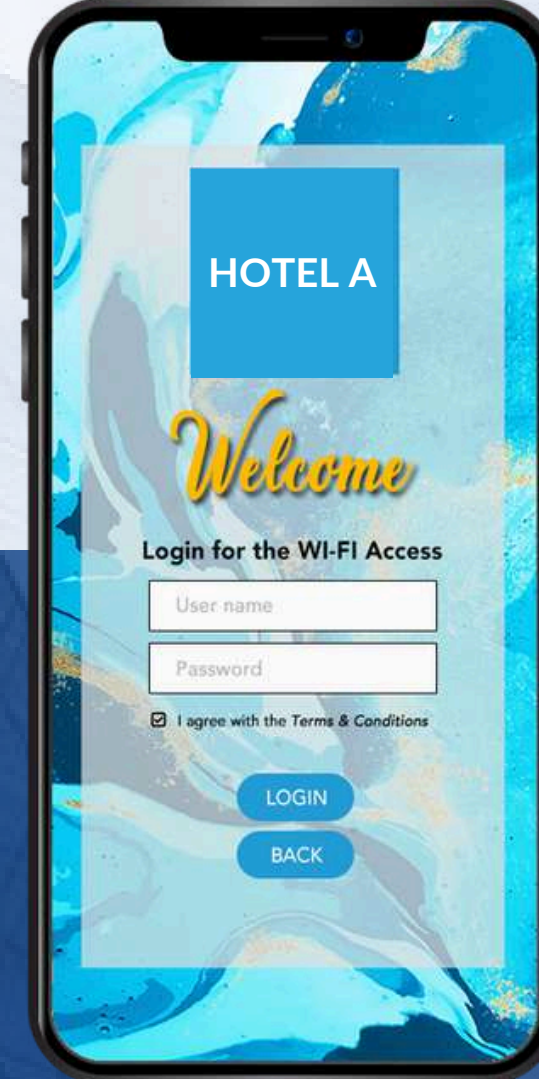 HOTEL A
Welcome
Login for the WI-FI Access
User name
Password
I agree with the Terms & Conditions
LOGIN
BACK